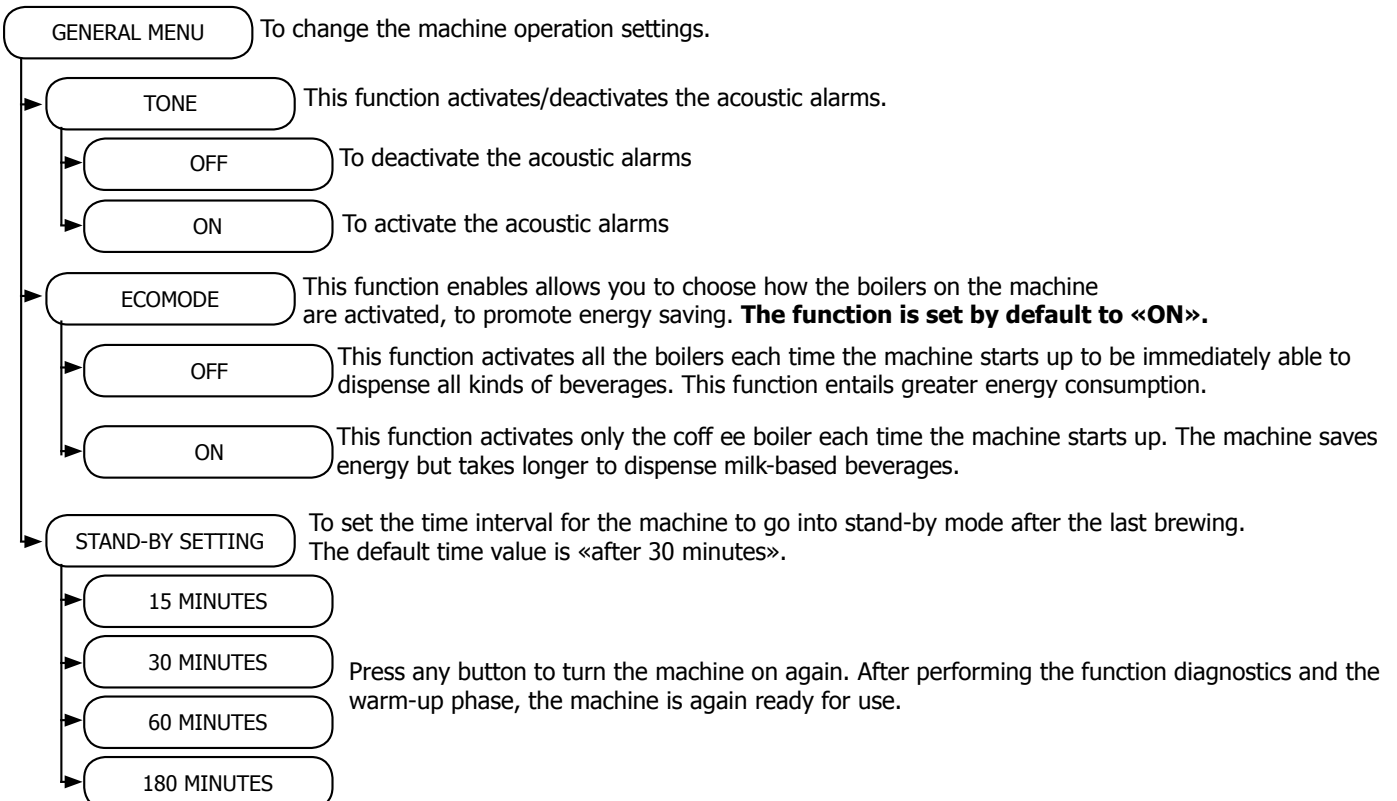 GENERAL MENU To change the machine operation settings.
TONE This function activates/deactivates the acoustic alarms.
OFF To deactivate the acoustic alarms
ON To activate the acoustic alarms
ECOMODE
This function enables allows you to choose how the boilers on the machine
are activated, to promote energy saving. The function is set by default to «ON».
OFF
This function activates all the boilers each time the machine starts up to be immediately able to
dispense all kinds of beverages. This function entails greater energy consumption.
ON
This function activates only the coff ee boiler each time the machine starts up. The machine saves
energy but takes longer to dispense milk-based beverages.
STAND-BY SETTING
To set the time interval for the machine to go into stand-by mode after the last brewing.
The default time value is «after 30 minutes».
15 MINUTES
30 MINUTES
60 MINUTES
180 MINUTES
Press any button to turn the machine on again. After performing the function diagnostics and the
warm-up phase, the machine is again ready for use.